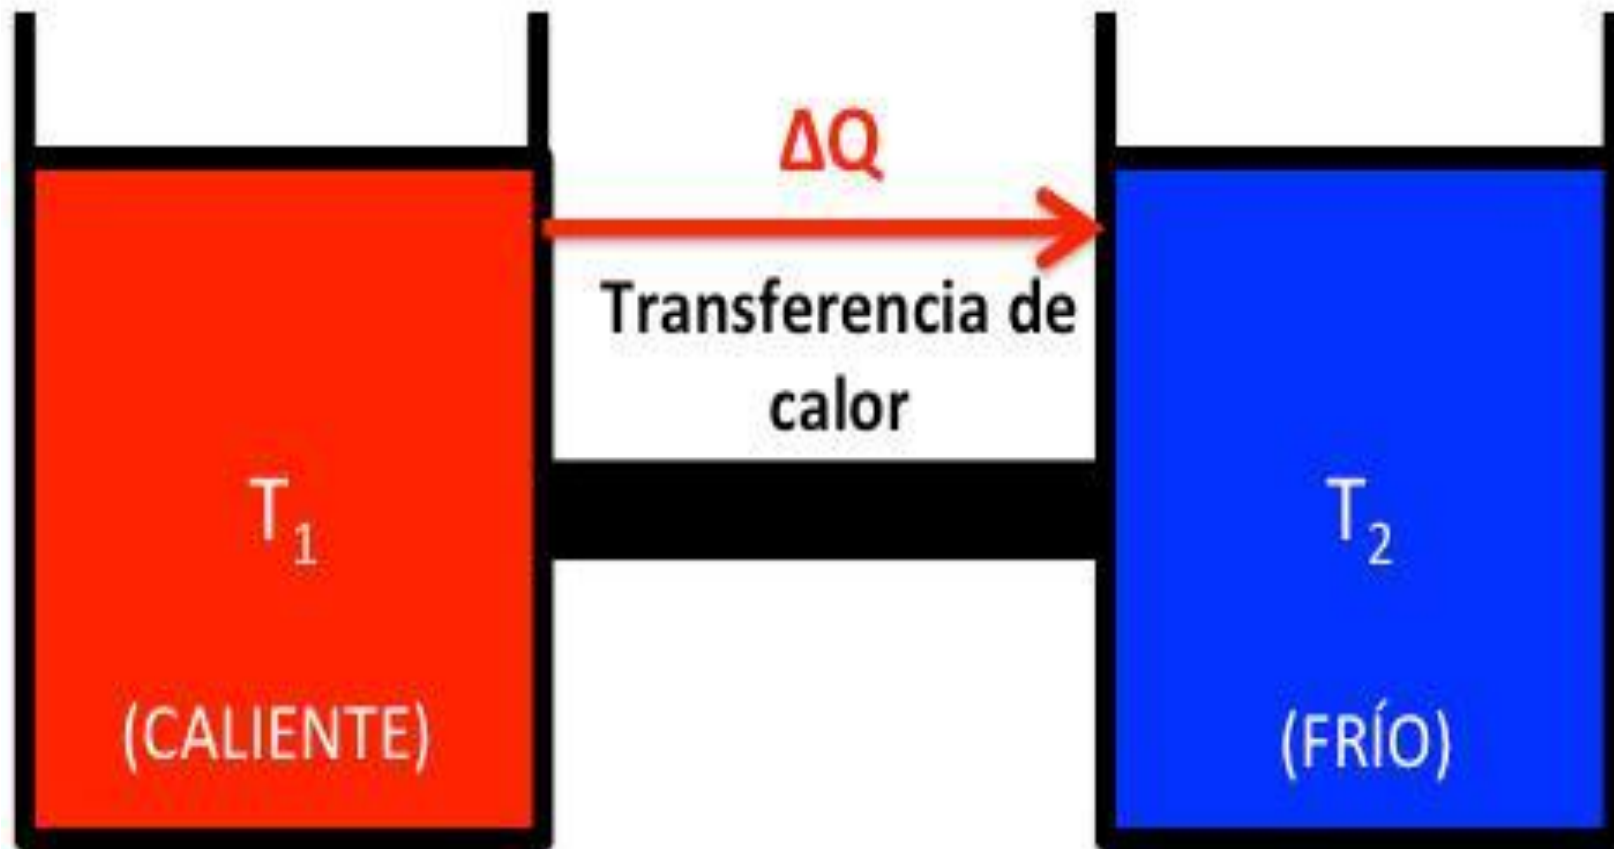 ΔQ
Transferencia de
calor
T₁
(CALIENTE)
T₂
(FRÍO)